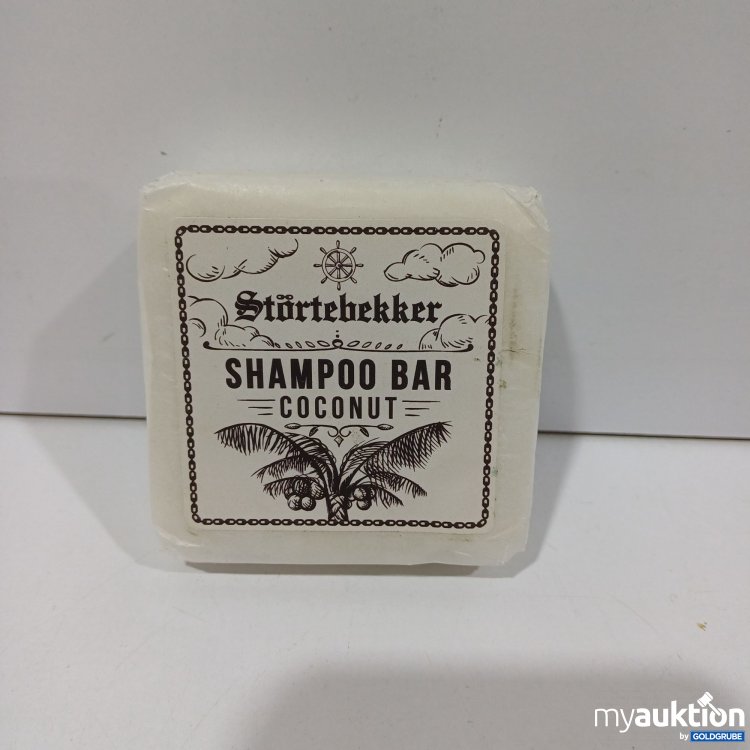 Störtebekker
SHAMPOO BAR
COCONUT
myauktion
by GOLDGRUBE